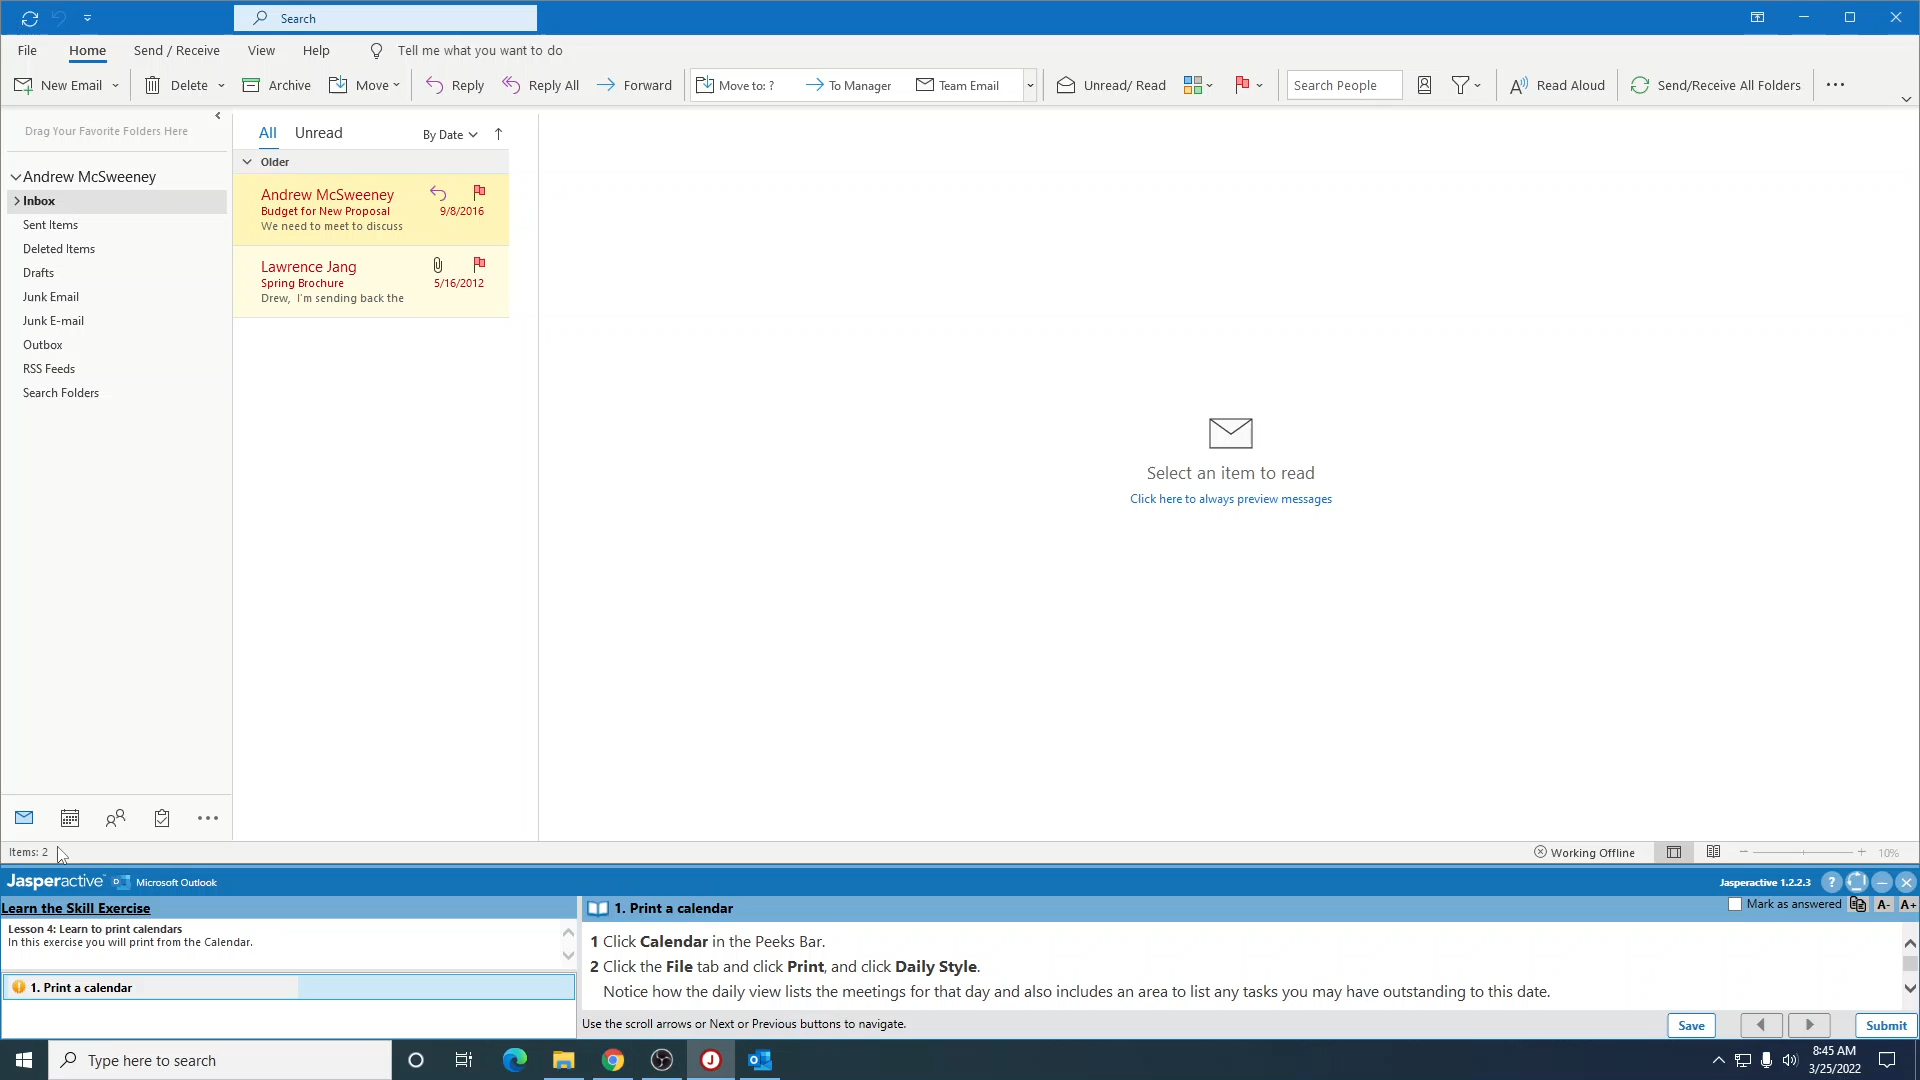 Search
File
Home
Send / Receive
View
Help
Tell me what you want to do
New Email
Delete
Archive
Move
Reply
Reply All
Forward
Move to: ?
To Manager
Team Email
Unread/ Read
Search People
Read Aloud
Send/Receive All Folders
Drag Your Favorite Folders Here
Andrew McSweeney
Inbox
Sent Items
Deleted Items
Drafts
Junk Email
Junk E-mail
Outbox
RSS Feeds
Search Folders
All
Unread
By Date
Older
Andrew McSweeney
Budget for New Proposal 9/8/2016
We need to meet to discuss
Lawrence Jang
Spring Brochure 5/16/2012
Drew,  I'm sending back the
Select an item to read
Click here to always preview messages
Items: 2
Working Offline
10%
Jasperactive
Microsoft Outlook
Jasperactive 1.2.2.3
Learn the Skill Exercise
Lesson 4: Learn to print calendars
In this exercise you will print from the Calendar.
1. Print a calendar
1. Print a calendar
Mark as answered
A-
A+
1 Click Calendar in the Peeks Bar.
2 Click the File tab and click Print, and click Daily Style.
Notice how the daily view lists the meetings for that day and also includes an area to list any tasks you may have outstanding to this date.
Use the scroll arrows or Next or Previous buttons to navigate.
Save
Submit
Type here to search
8:45 AM
3/25/2022